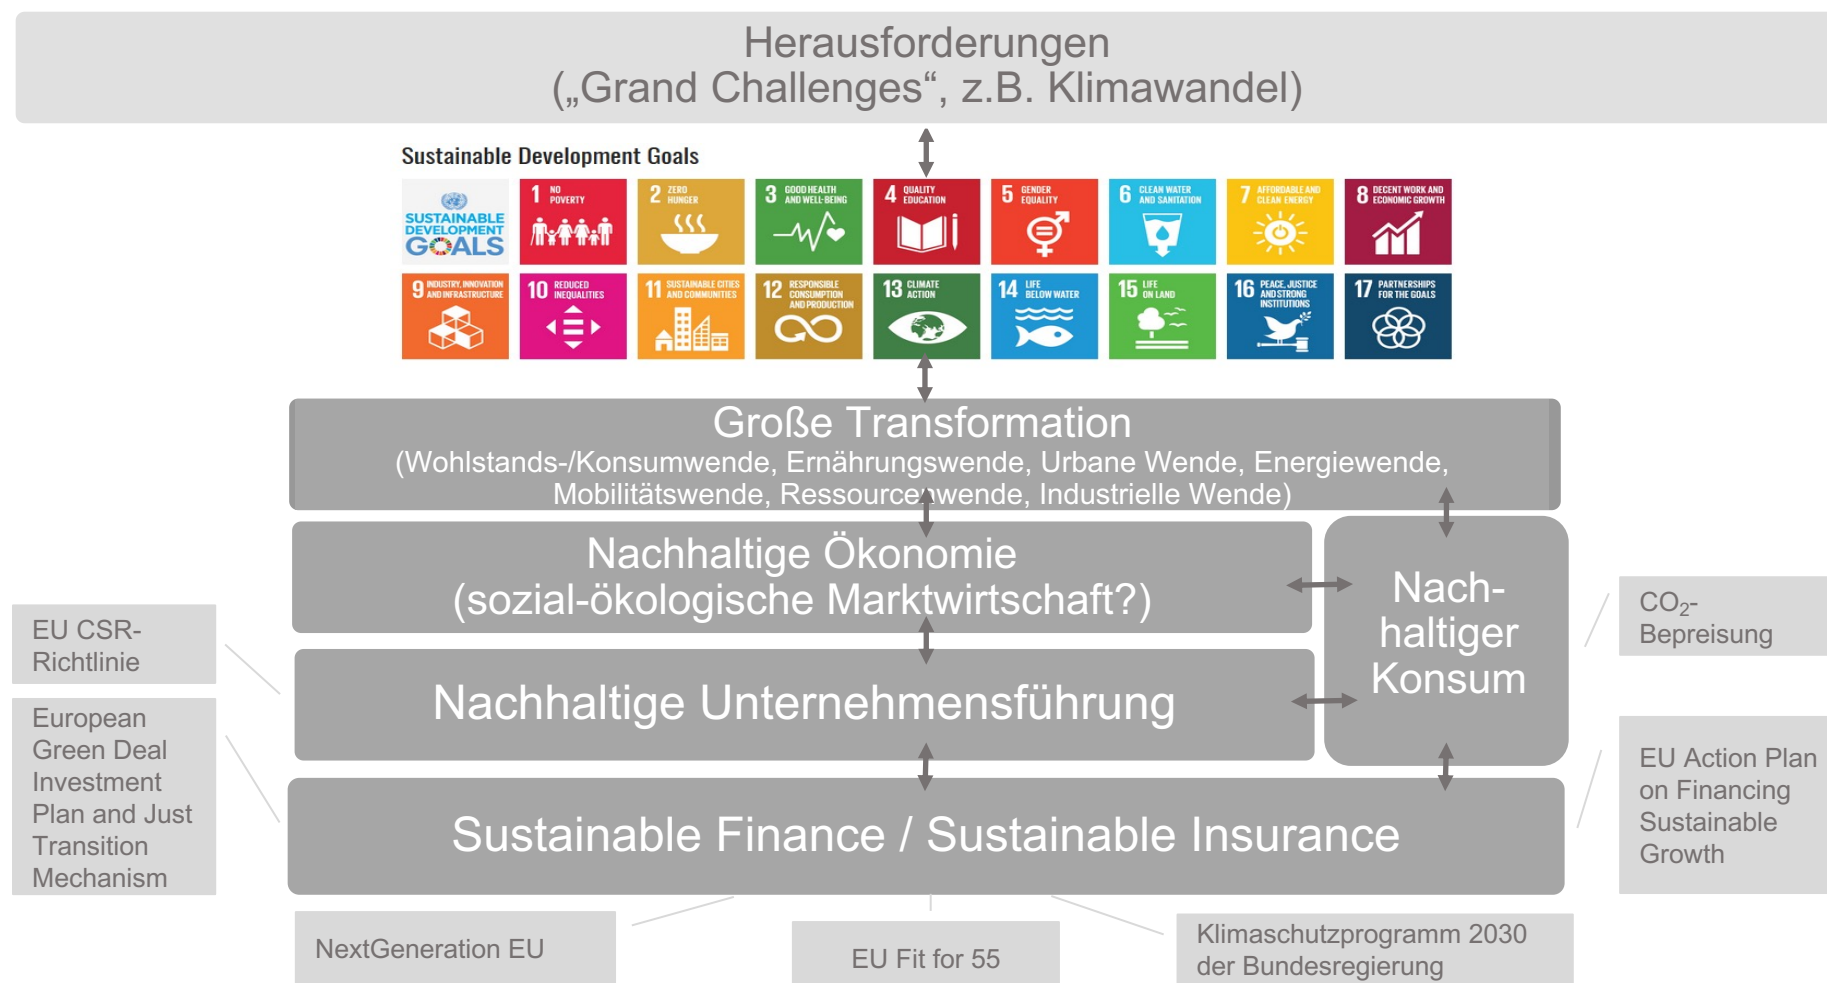 Herausforderungen
(„Grand Challenges“, z.B. Klimawandel)
Sustainable Development Goals
SUSTAINABLE
DEVELOPMENT
GOALS
1 NO
POVERTY
2 ZERO
HUNGER
3 GOOD HEALTH
AND WELL-BEING
4 QUALITY
EDUCATION
5 GENDER
EQUALITY
6 CLEAN WATER
AND SANITATION
7 AFFORDABLE AND
CLEAN ENERGY
8 DECENT WORK AND
ECONOMIC GROWTH
9 INDUSTRY, INNOVATION
AND INFRASTRUCTURE
10 REDUCED
INEQUALITIES
11 SUSTAINABLE CITIES
AND COMMUNITIES
12 RESPONSIBLE
CONSUMPTION
AND PRODUCTION
13 CLIMATE
ACTION
14 LIFE
BELOW WATER
15 LIFE
ON LAND
16 PEACE, JUSTICE
AND STRONG
INSTITUTIONS
17 PARTNERSHIPS
FOR THE GOALS
Große Transformation
(Wohlstands-/Konsumwende, Ernährungswende, Urbane Wende, Energiewende,
Mobilitätswende, Ressourcenwende, Industrielle Wende)
Nachhaltige Ökonomie
(sozial-ökologische Marktwirtschaft?)
Nach-
haltiger
Konsum
CO₂-
Bepreisung
EU CSR-
Richtlinie
Nachhaltige Unternehmensführung
European
Green Deal
Investment
Plan and Just
Transition
Mechanism
EU Action Plan
on Financing
Sustainable
Growth
Sustainable Finance / Sustainable Insurance
NextGeneration EU
EU Fit for 55
Klimaschutzprogramm 2030
der Bundesregierung